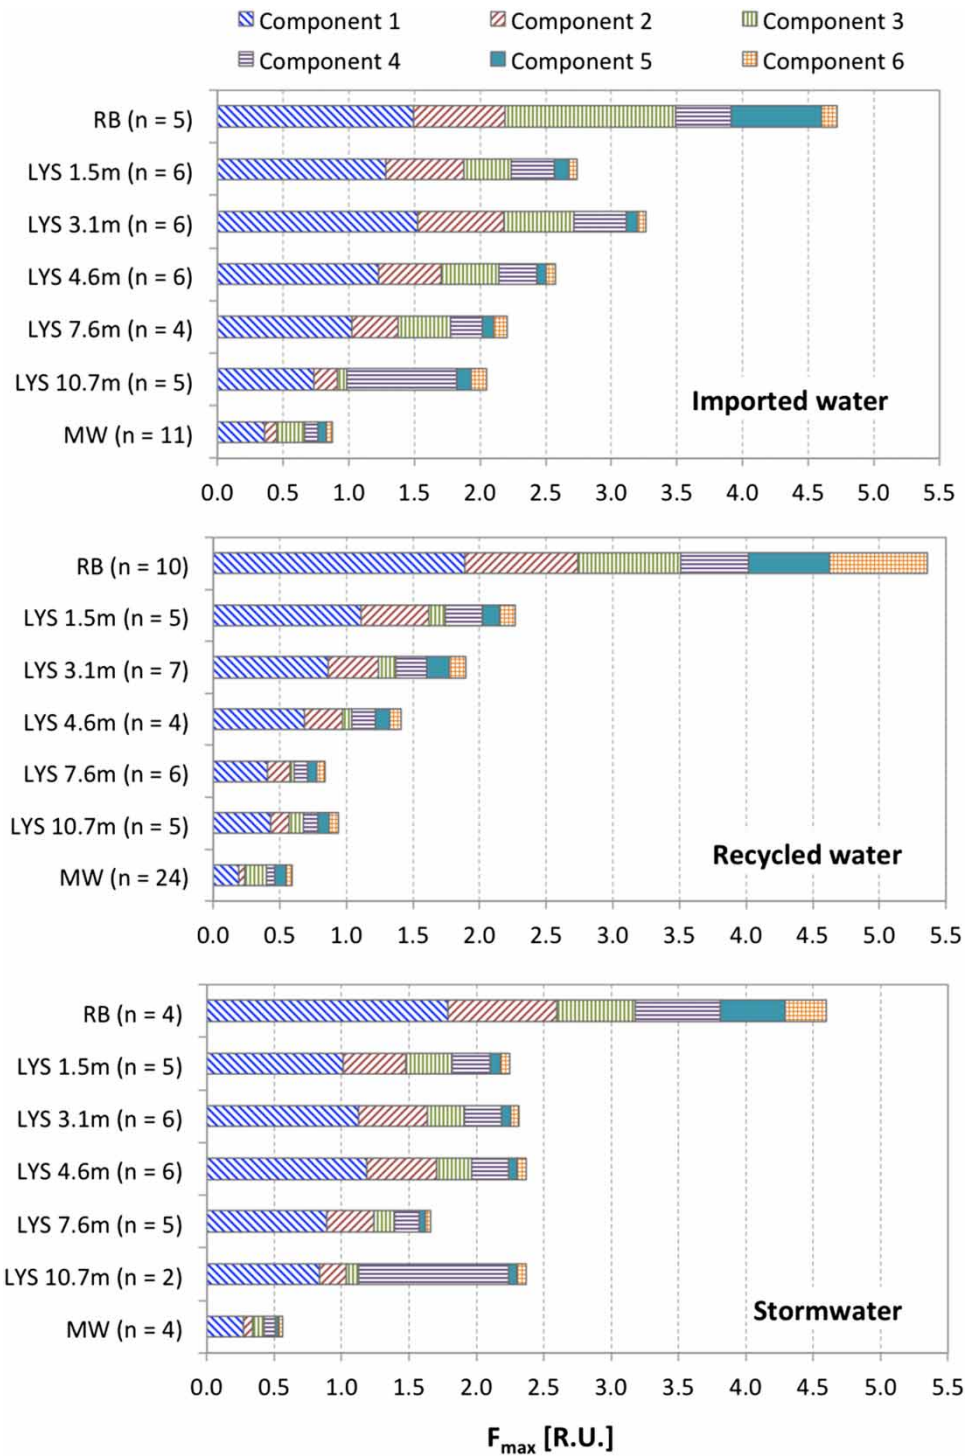 Component 1 Component 2 Component 3
Component 4 Component 5 Component 6
RB (n = 5)
LYS 1.5m (n = 6)
LYS 3.1m (n = 6)
LYS 4.6m (n = 6)
LYS 7.6m (n = 4)
LYS 10.7m (n = 5)
Imported water
MW (n = 11)
0.0 0.5 1.0 1.5 2.0 2.5 3.0 3.5 4.0 4.5 5.0 5.5
RB (n = 10)
LYS 1.5m (n = 5)
LYS 3.1m (n = 7)
LYS 4.6m (n = 4)
LYS 7.6m (n = 6)
LYS 10.7m (n = 5)
Recycled water
MW (n = 24)
0.0 0.5 1.0 1.5 2.0 2.5 3.0 3.5 4.0 4.5 5.0 5.5
RB (n = 4)
LYS 1.5m (n = 5)
LYS 3.1m (n = 6)
LYS 4.6m (n = 6)
LYS 7.6m (n = 5)
LYS 10.7m (n = 2)
Stormwater
MW (n = 4)
0.0 0.5 1.0 1.5 2.0 2.5 3.0 3.5 4.0 4.5 5.0 5.5
Fmax [R.U.]